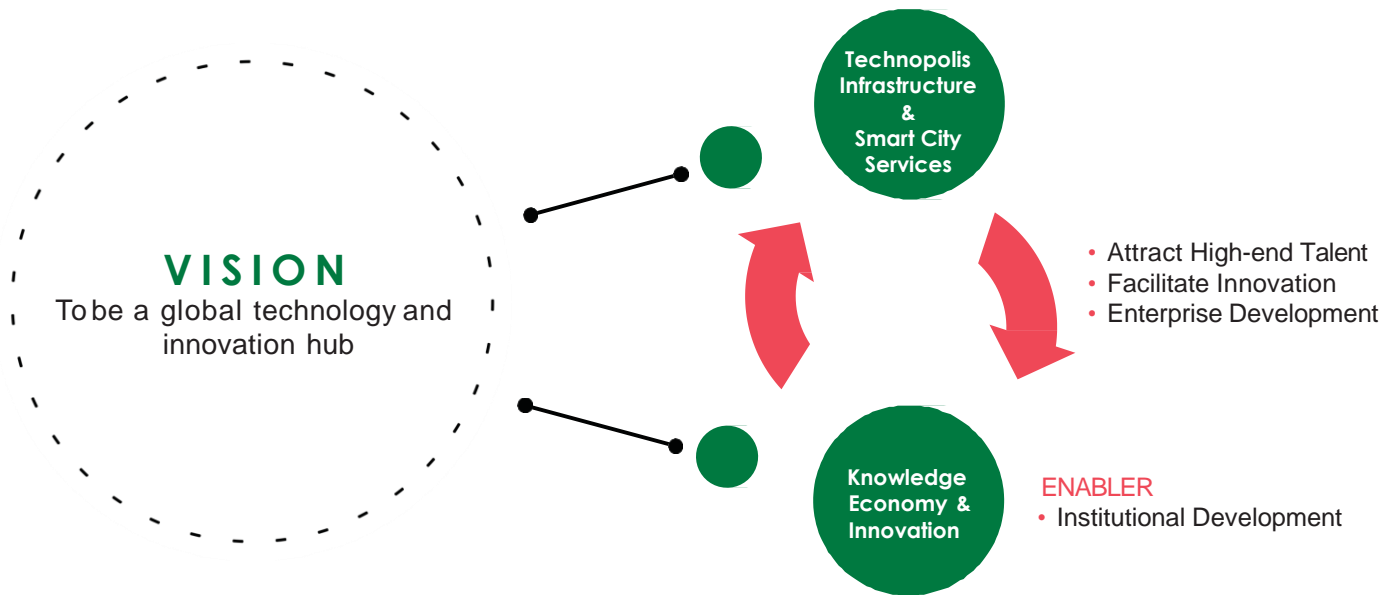 VISION
To be a global technology and
innovation hub
Technopolis
Infrastructure
&
Smart City
Services
• Attract High-end Talent
• Facilitate Innovation
• Enterprise Development
Knowledge
Economy &
Innovation
ENABLER
• Institutional Development